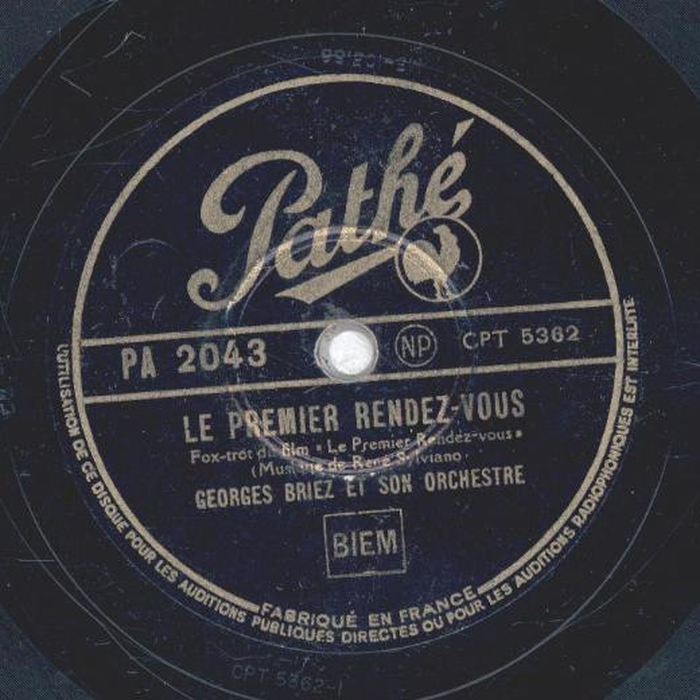 Pathé
PA 2043
NP
CPT 5362
LE PREMIER RENDEZ-VOUS
Fox-trot du film « Le Premier Rendez-vous »
(Musique de René Sylviano
GEORGES BRIEZ ET SON ORCHESTRE
BIEM
FABRIQUÉ EN FRANCE
L'UTILISATION DE CE DISQUE POUR LES AUDITIONS PUBLIQUES DIRECTES OU POUR LES AUDITIONS RADIOPHONIQUES EST INTERDITE
CPT 5362-1